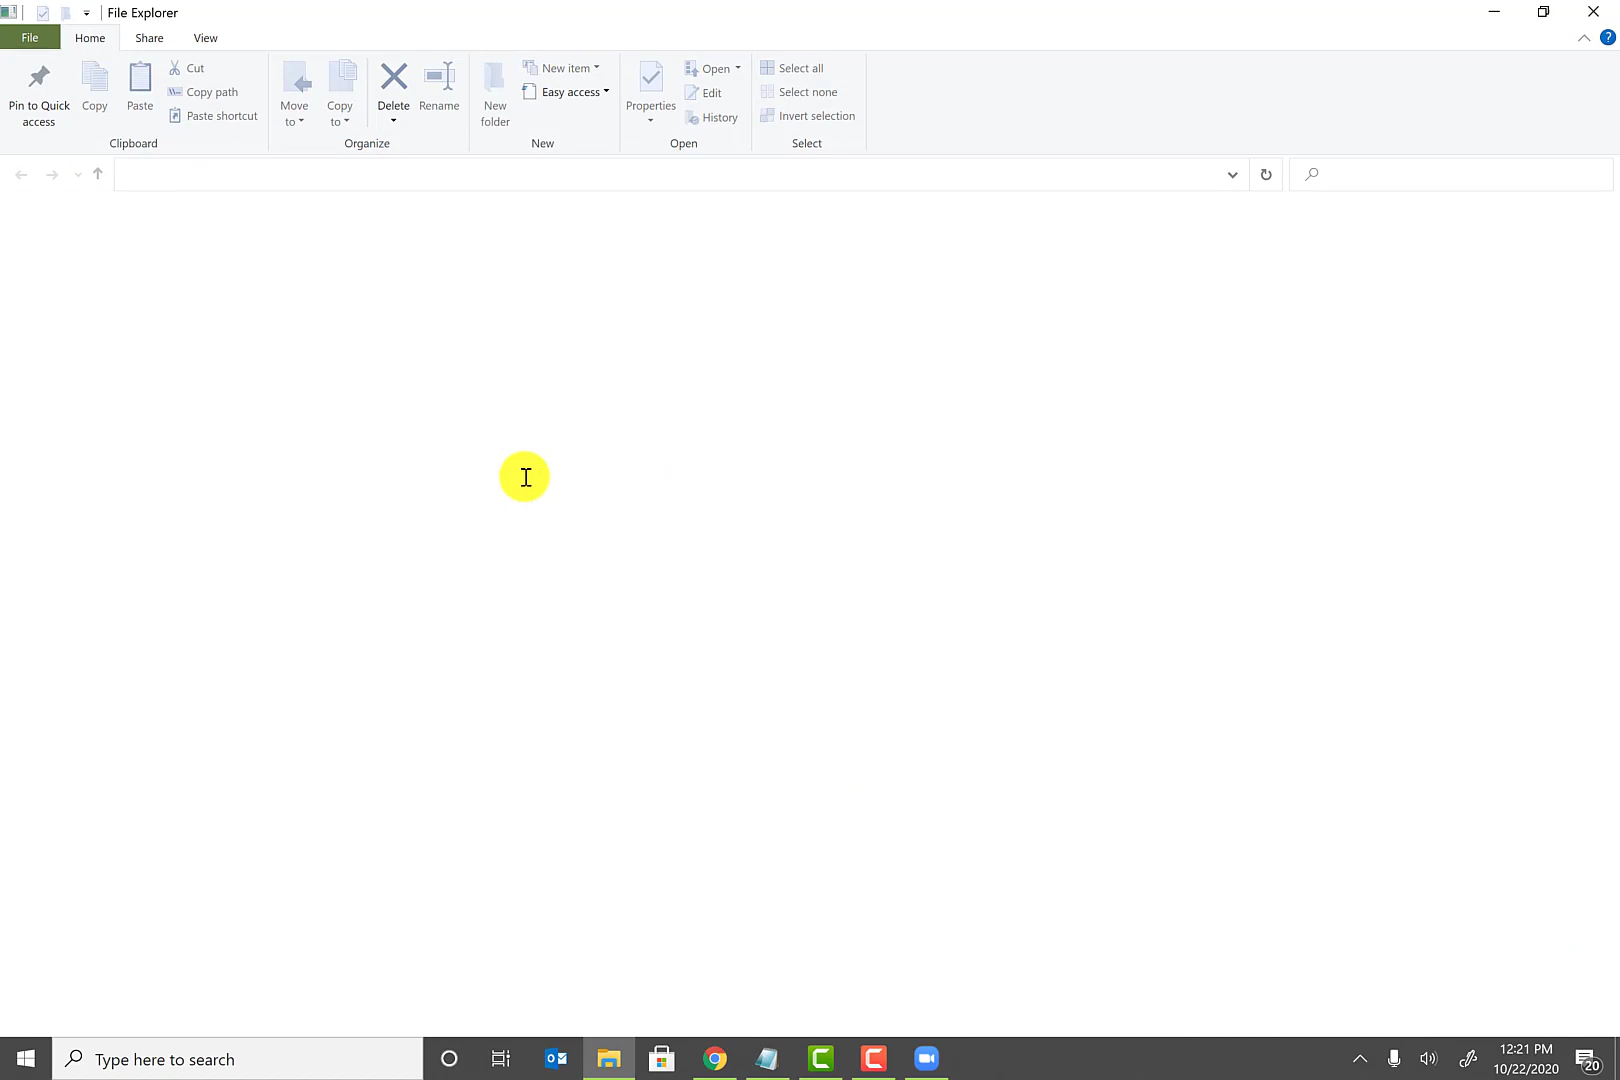 File Explorer
File Home Share View
Pin to Quick access
Copy
Paste
Cut
Copy path
Paste shortcut
Clipboard
Move to
Copy to
Delete
Rename
Organize
New folder
New item
Easy access
New
Properties
Open
Edit
History
Open
Select all
Select none
Invert selection
Select
Type here to search
12:21 PM
10/22/2020
20